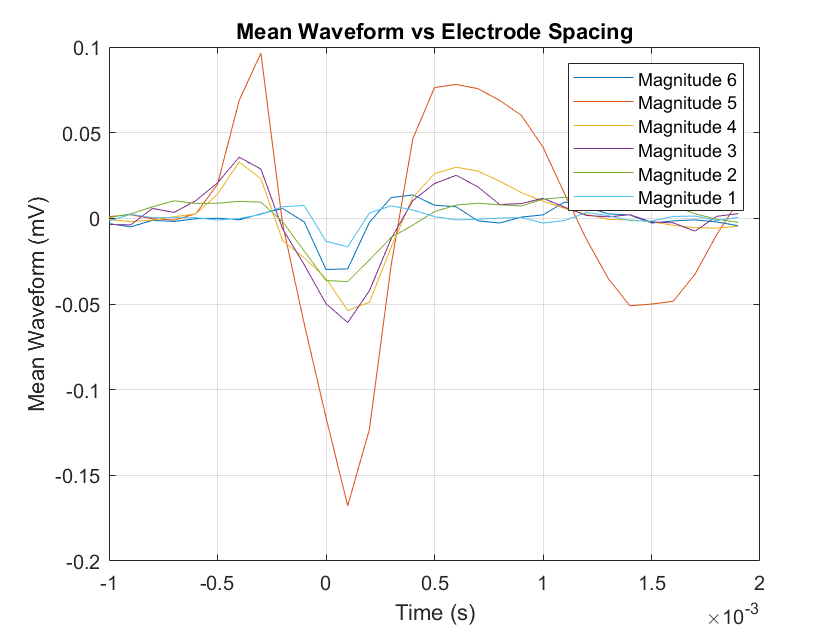 Mean Waveform vs Electrode Spacing
0.1
0.05
0
-0.05
-0.1
-0.15
-0.2
Mean Waveform (mV)
Magnitude 6
Magnitude 5
Magnitude 4
Magnitude 3
Magnitude 2
Magnitude 1
-1 -0.5 0 0.5 1 1.5 2
Time (s)
×10⁻³